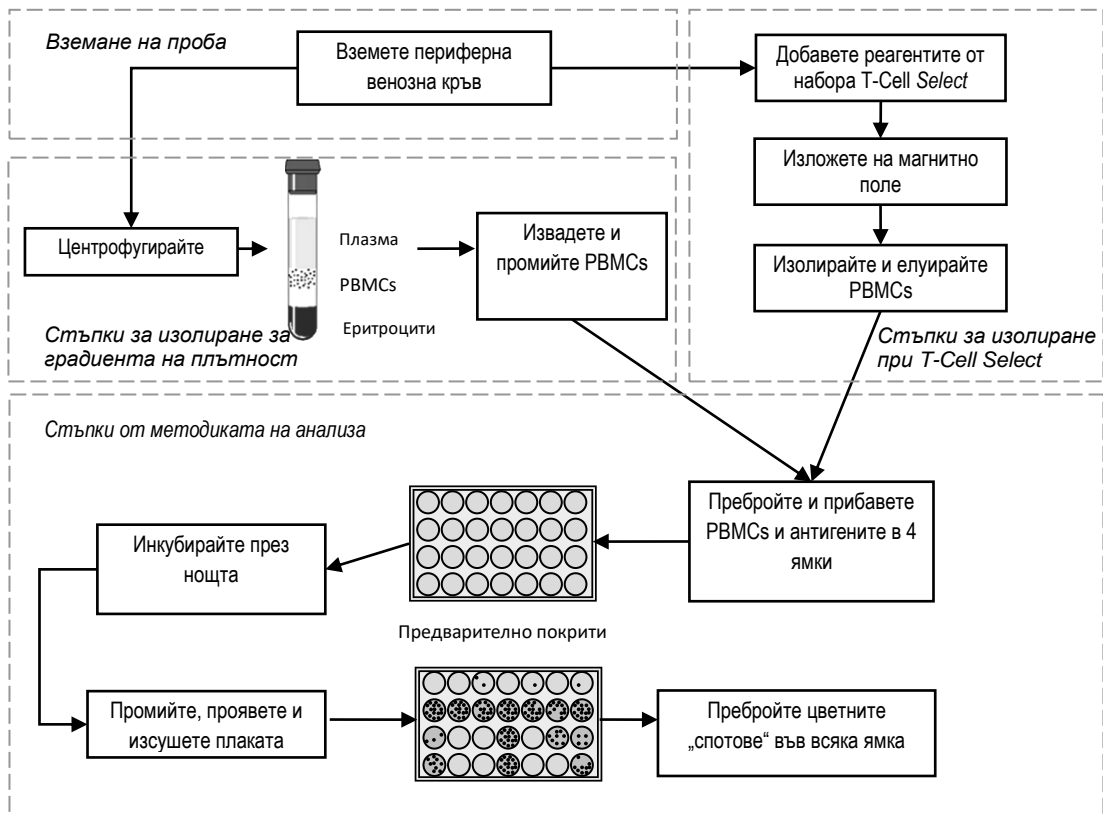 Вземане на проба
Вземете периферна
венозна кръв
Добавете реагентите от
набора T-Cell Select
Изложете на магнитно
поле
Изолирайте и елуирайте
PBMCs
Стъпки за изолиране
при T-Cell Select
Центрофугирайте
Плазма
PBMCs
Еритроцити
Извадете и
промийте PBMCs
Стъпки за изолиране за
градиента на плътност
Стъпки от методиката на анализа
Пребройте и прибавете
PBMCs и антигените в 4
ямки
Инкубирайте през
нощта
Предварително покрити
Промийте, проявете и
изсушете плаката
Пребройте цветните
„спотове“ във всяка ямка